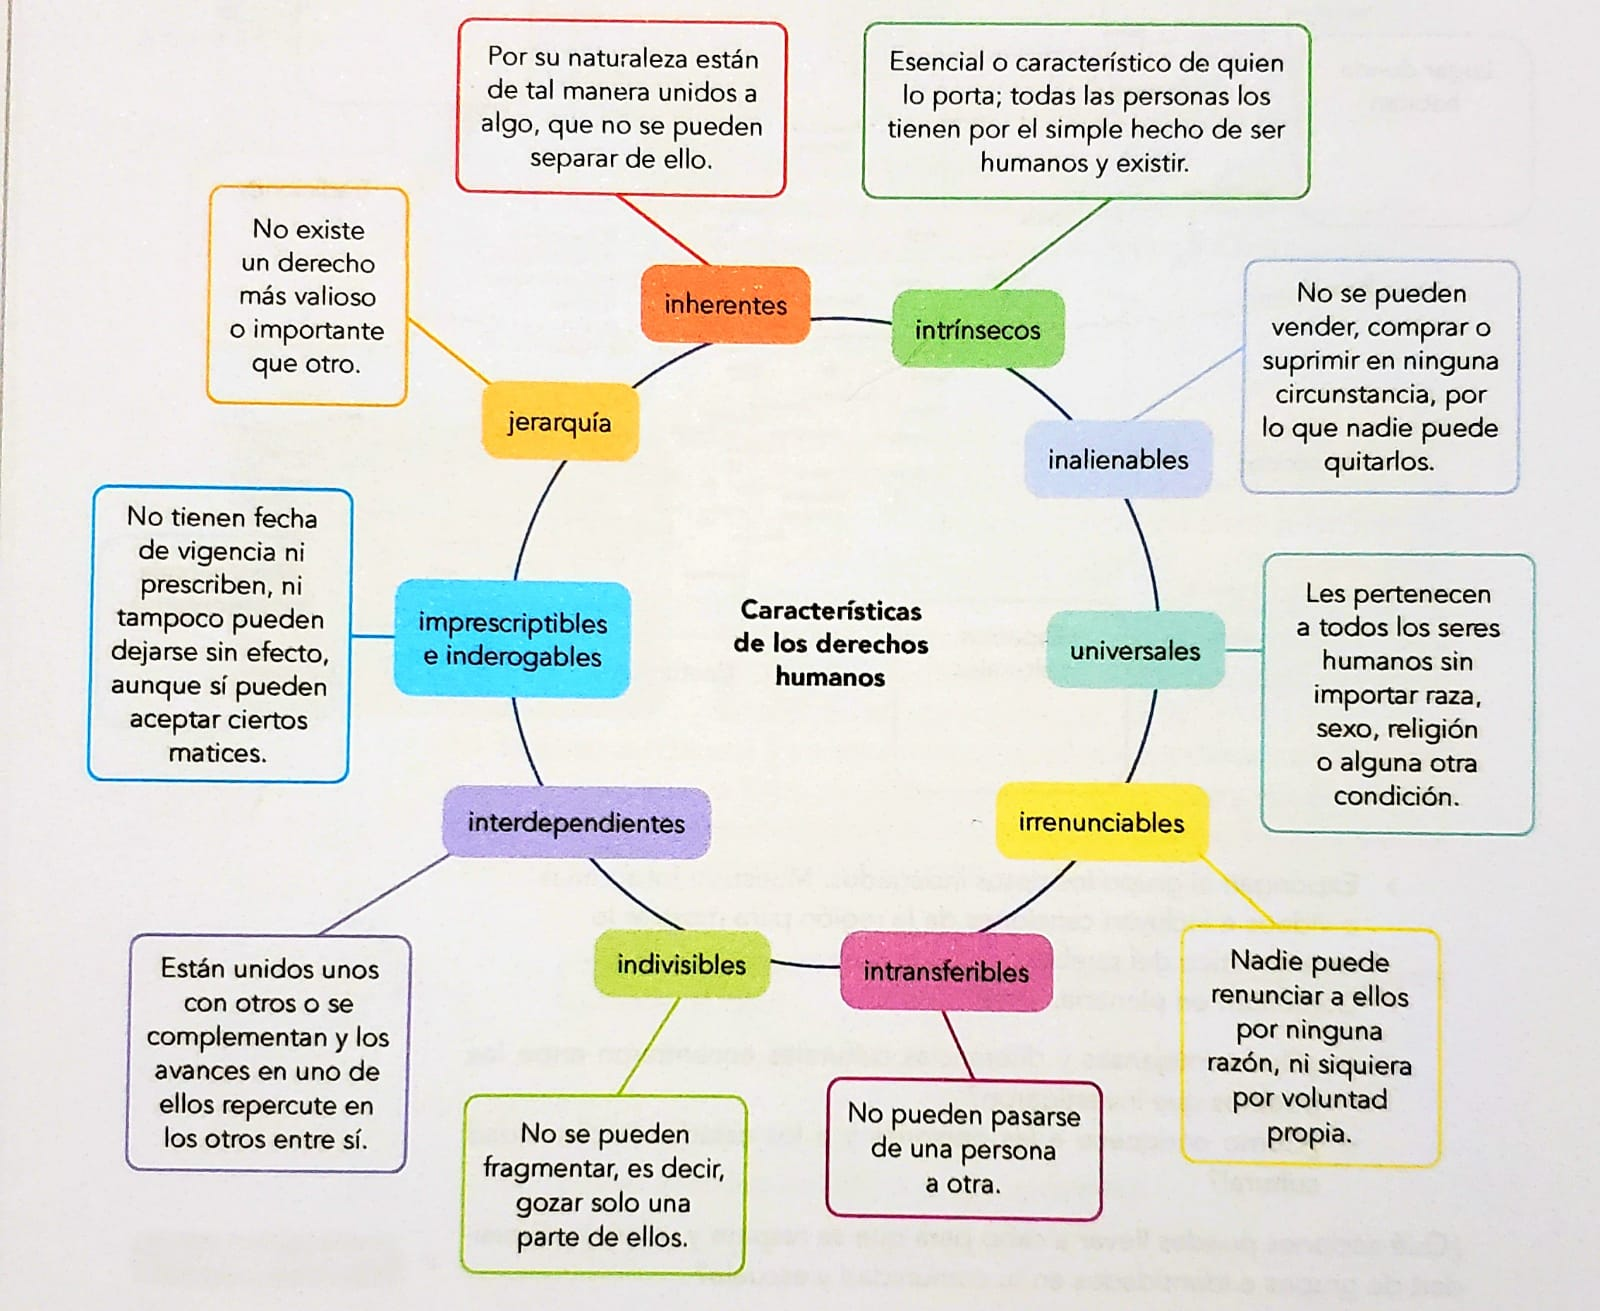 Por su naturaleza están
de tal manera unidos a
algo, que no se pueden
separar de ello.
Esencial o característico de quien
lo porta; todas las personas los
tienen por el simple hecho de ser
humanos y existir.
No existe
un derecho
más valioso
o importante
que otro.
inherentes
intrínsecos
No se pueden
vender, comprar o
suprimir en ninguna
circunstancia, por
lo que nadie puede
quitarlos.
jerarquía
inalienables
No tienen fecha
de vigencia ni
prescriben, ni
tampoco pueden
dejarse sin efecto,
aunque sí pueden
aceptar ciertos
matices.
imprescriptibles
e inderogables
Características
de los derechos
humanos
universales
Les pertenecen
a todos los seres
humanos sin
importar raza,
sexo, religión
o alguna otra
condición.
interdependientes
irrenunciables
Están unidos unos
con otros o se
complementan y los
avances en uno de
ellos repercute en
los otros entre sí.
indivisibles
intransferibles
Nadie puede
renunciar a ellos
por ninguna
razón, ni siquiera
por voluntad
propia.
No se pueden
fragmentar, es decir,
gozar solo una
parte de ellos.
No pueden pasarse
de una persona
a otra.